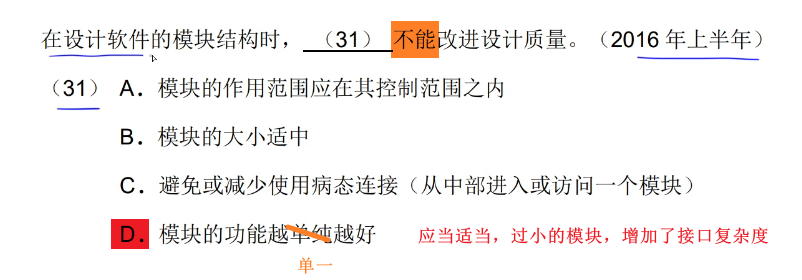 在设计软件的模块结构时，（31）不能改进设计质量。（2016 年上半年）
（31） A．模块的作用范围应在其控制范围之内
B．模块的大小适中
C．避免或减少使用病态连接（从中部进入或访问一个模块）
D．模块的功能越单纯越好 应当适当，过小的模块，增加了接口复杂度
单一